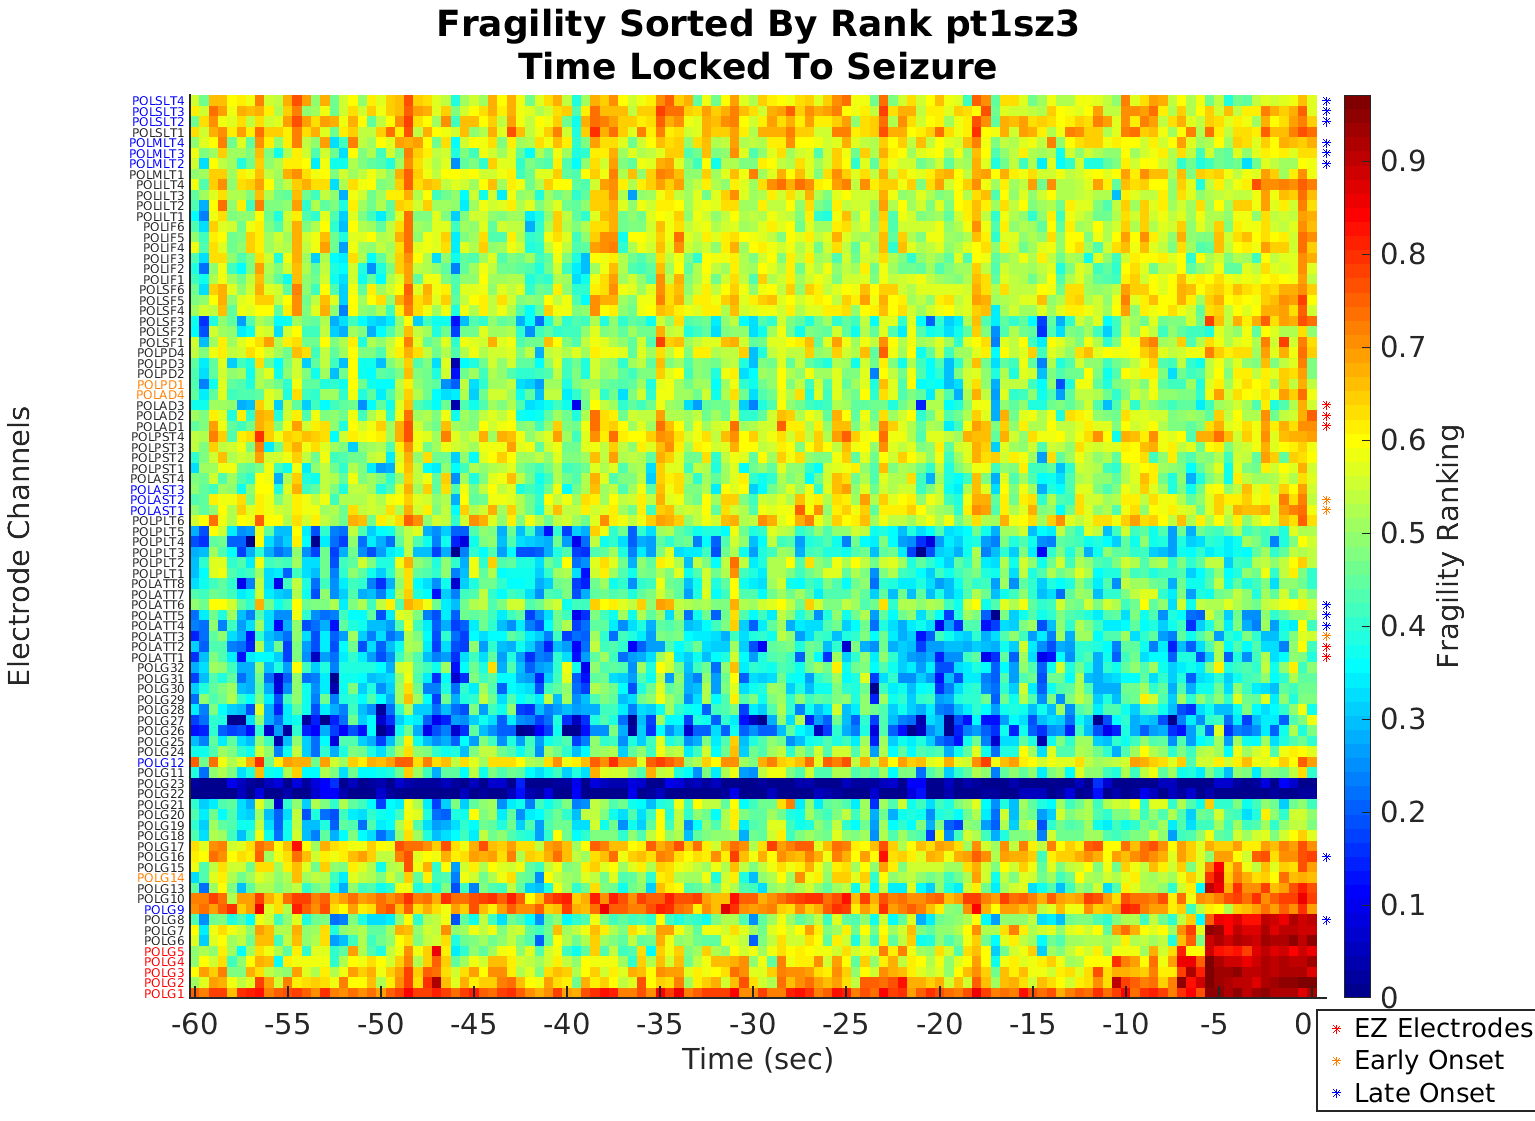 Fragility Sorted By Rank pt1sz3
Time Locked To Seizure
Electrode Channels
POLSLT4
POLSLT3
POLSLT2
POLSLT1
POLMLT4
POLMLT3
POLMLT2
POLMLT1
POLILT4
POLILT3
POLILT2
POLILT1
POLIF6
POLIF5
POLIF4
POLIF3
POLIF2
POLIF1
POLSF6
POLSF5
POLSF4
POLSF3
POLSF2
POLSF1
POLPD4
POLPD3
POLPD2
POLPD1
POLAD4
POLAD3
POLAD2
POLAD1
POLPST4
POLPST3
POLPST2
POLPST1
POLAST4
POLAST3
POLAST2
POLAST1
POLPLT6
POLPLT5
POLPLT4
POLPLT3
POLPLT2
POLPLT1
POLATT8
POLATT7
POLATT6
POLATT5
POLATT4
POLATT3
POLATT2
POLATT1
POLG32
POLG31
POLG30
POLG29
POLG28
POLG27
POLG26
POLG25
POLG24
POLG12
POLG11
POLG23
POLG22
POLG21
POLG20
POLG19
POLG18
POLG17
POLG16
POLG15
POLG14
POLG13
POLG10
POLG9
POLG8
POLG7
POLG6
POLG5
POLG4
POLG3
POLG2
POLG1
-60 -55 -50 -45 -40 -35 -30 -25 -20 -15 -10 -5 0
Time (sec)
0.9
0.8
0.7
0.6
0.5
0.4
0.3
0.2
0.1
0
Fragility Ranking
EZ Electrodes
Early Onset
Late Onset